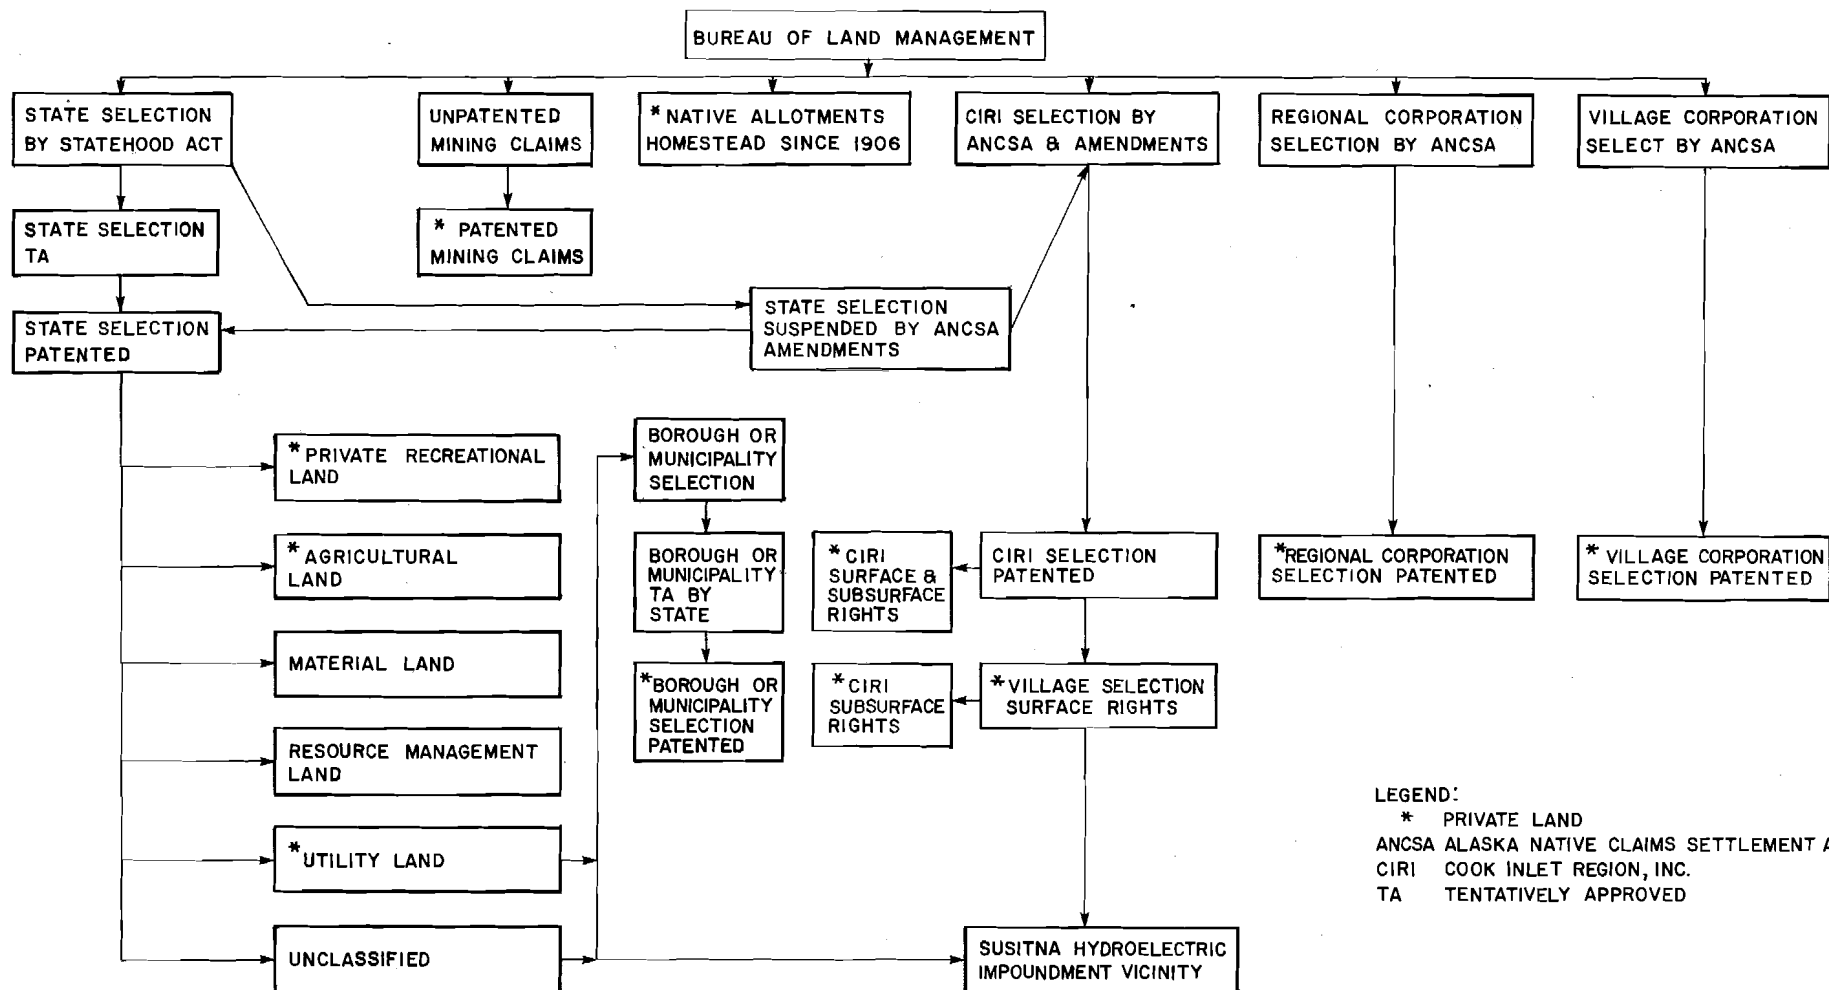 BUREAU OF LAND MANAGEMENT
STATE SELECTION
BY STATEHOOD ACT
UNPATENTED
MINING CLAIMS
* NATIVE ALLOTMENTS
HOMESTEAD SINCE 1906
CIRI SELECTION BY
ANCSA & AMENDMENTS
REGIONAL CORPORATION
SELECTION BY ANCSA
VILLAGE CORPORATION
SELECT BY ANCSA
STATE SELECTION
TA
* PATENTED
MINING CLAIMS
STATE SELECTION
PATENTED
STATE SELECTION
SUSPENDED BY ANCSA
AMENDMENTS
* PRIVATE RECREATIONAL
LAND
* AGRICULTURAL
LAND
MATERIAL LAND
RESOURCE MANAGEMENT
LAND
* UTILITY LAND
UNCLASSIFIED
BOROUGH OR
MUNICIPALITY
SELECTION
BOROUGH OR
MUNICIPALITY
TA BY
STATE
* BOROUGH OR
MUNICIPALITY
SELECTION
PATENTED
* CIRI
SURFACE &
SUBSURFACE
RIGHTS
CIRI SELECTION
PATENTED
* CIRI
SUBSURFACE
RIGHTS
* VILLAGE SELECTION
SURFACE RIGHTS
* REGIONAL CORPORATION
SELECTION PATENTED
* VILLAGE CORPORATION
SELECTION PATENTED
SUSITNA HYDROELECTRIC
IMPOUNDMENT VICINITY
LEGEND:
* PRIVATE LAND
ANCSA ALASKA NATIVE CLAIMS SETTLEMENT A
CIRI COOK INLET REGION, INC.
TA TENTATIVELY APPROVED